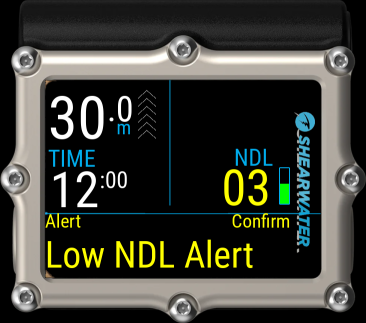 30.0
m
TIME
NDL
12:00
03
SHEARWATER
Alert
Confirm
Low NDL Alert